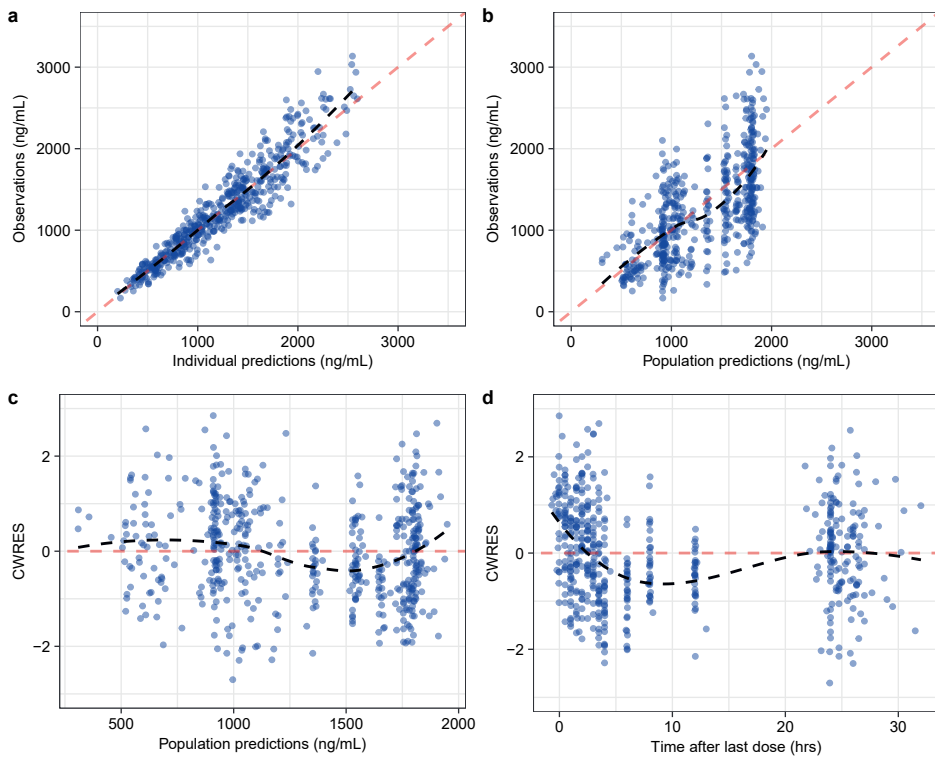 a
Observations (ng/mL)
3000
2000
1000
0
0 1000 2000 3000
Individual predictions (ng/mL)
b
Observations (ng/mL)
3000
2000
1000
0
0 1000 2000 3000
Population predictions (ng/mL)
c
CWRES
2
0
−2
500 1000 1500 2000
Population predictions (ng/mL)
d
CWRES
2
0
−2
0 10 20 30
Time after last dose (hrs)